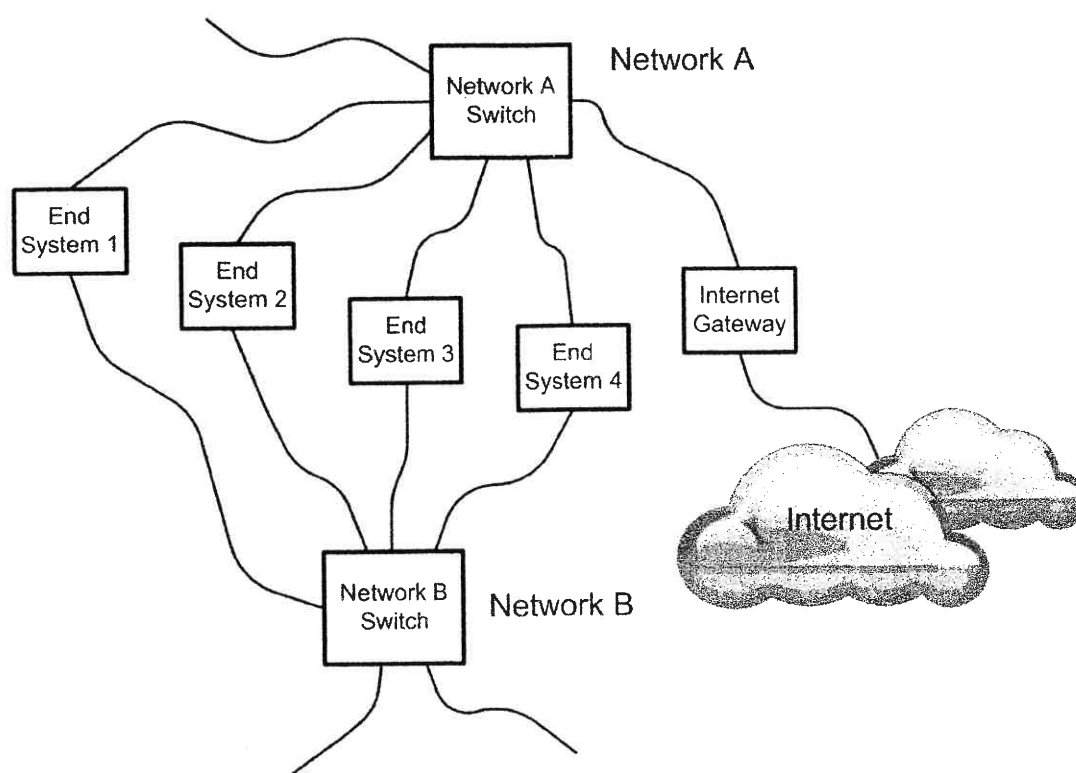 Network A
Network A
Switch
End
System 1
End
System 2
End
System 3
End
System 4
Internet
Gateway
Internet
Network B
Switch
Network B